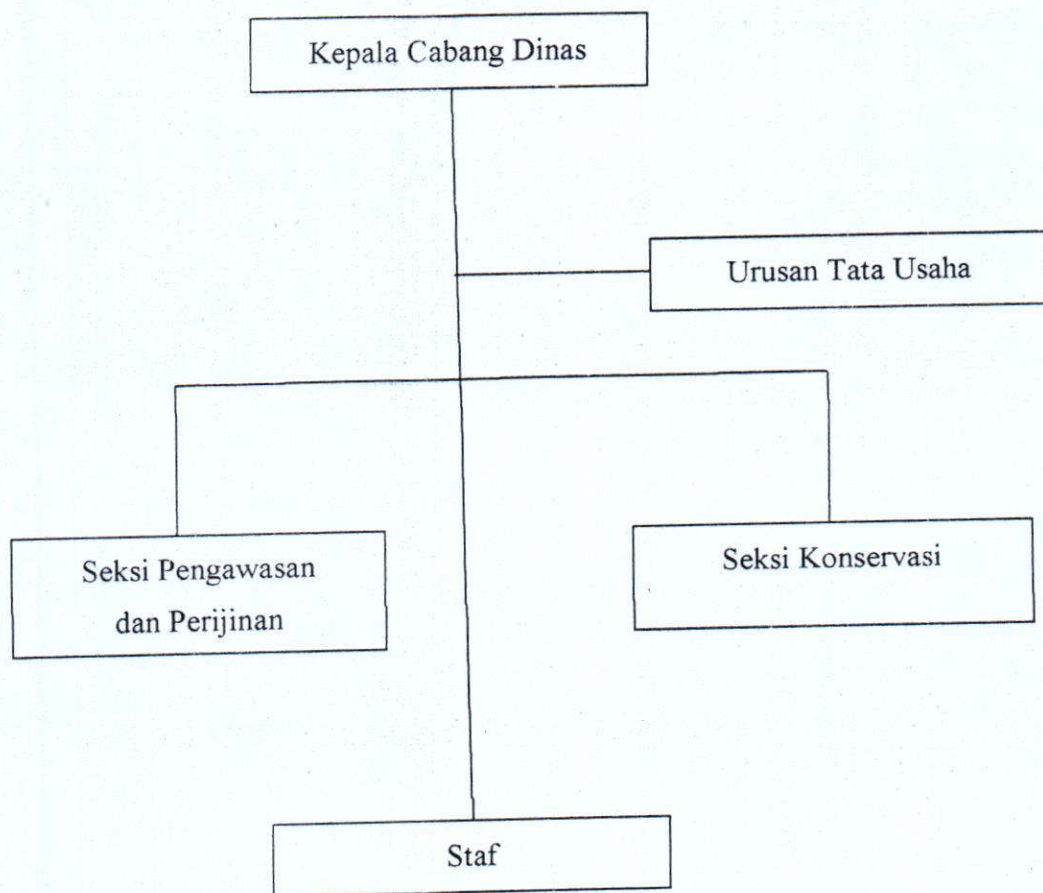 Kepala Cabang Dinas
Urusan Tata Usaha
Seksi Pengawasan
dan Perijinan
Seksi Konservasi
Staf